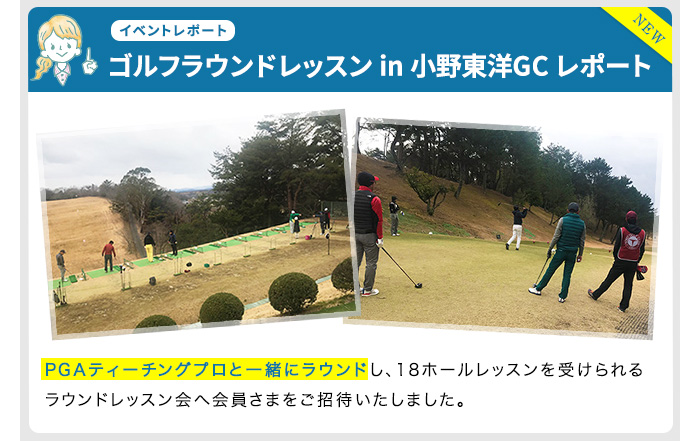 イベントレポート
NEW
ゴルフラウンドレッスン in 小野東洋GC レポート
PGAティーチングプロと一緒にラウンドし、18ホールレッスンを受けられる
ラウンドレッスン会へ会員さまをご招待いたしました。